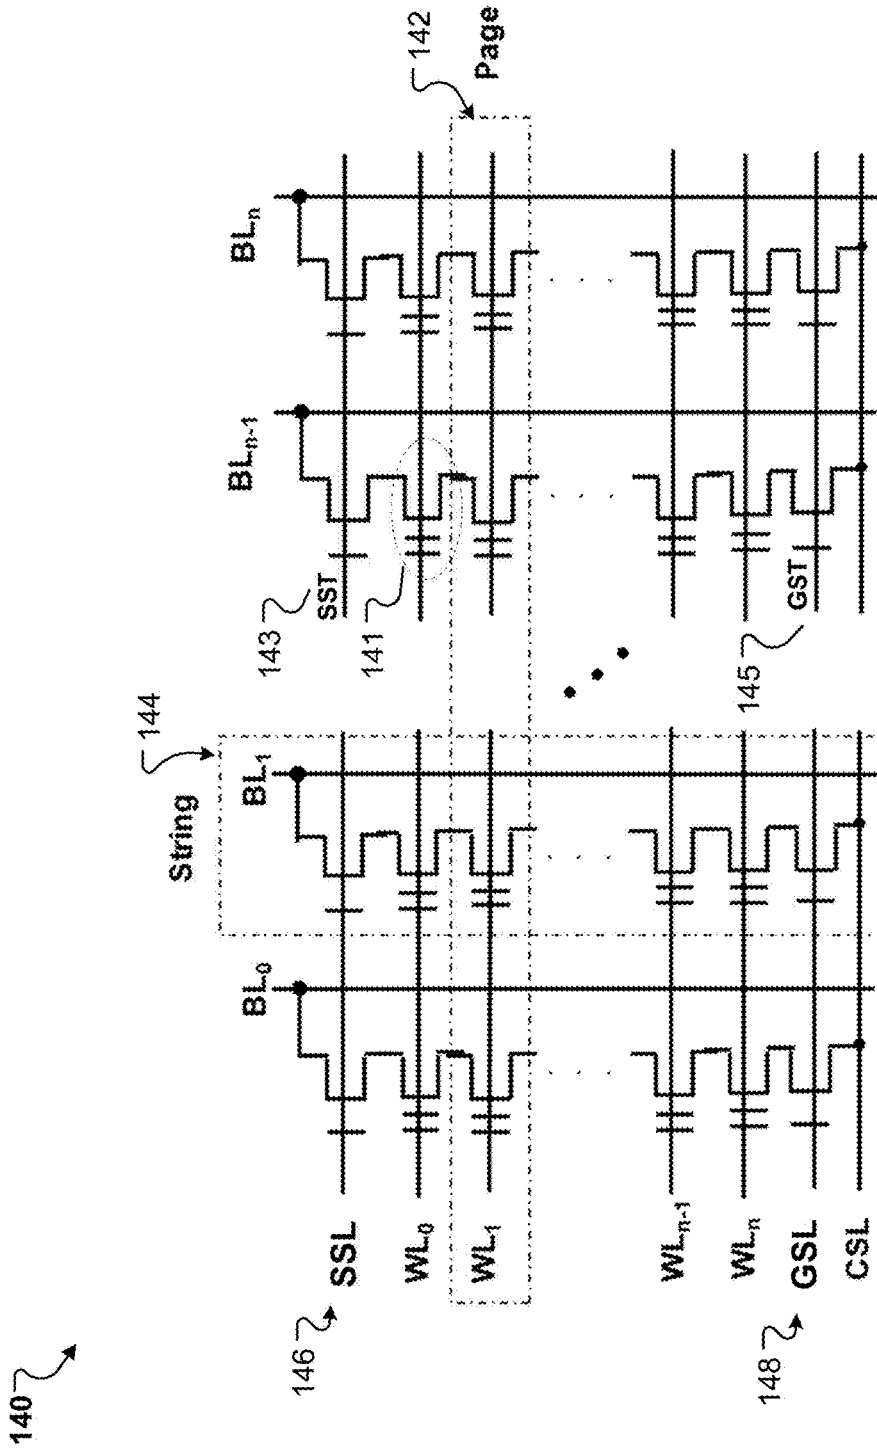 140
144
String
BL₀
BL₁
BLₙ₋₁
BLₙ
143
146
SST
SSL
141
WL₀
142
WL₁
Page
WLₙ₋₁
WLₙ
145
148
GST
GSL
CSL